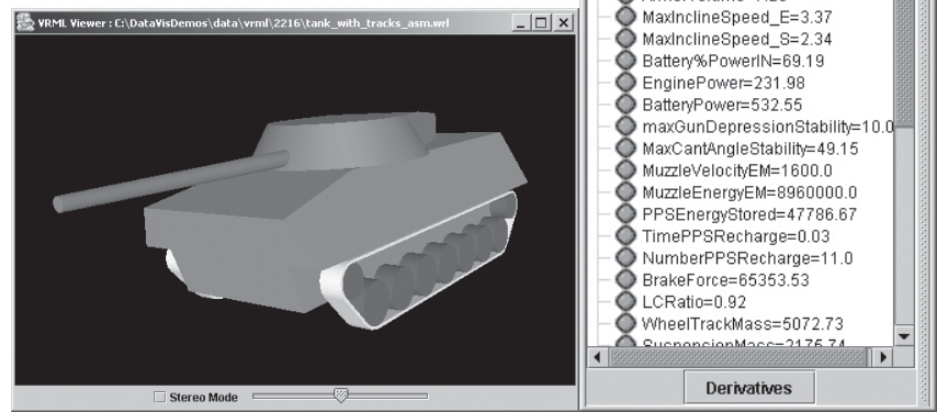 VRML Viewer : C:\DataVisDemos\data\vrml\2216\tank_with_tracks_asm.wrl
Stereo Mode
MaxInclineSpeed_E=3.37
MaxInclineSpeed_S=2.34
Battery%PowerIN=69.19
EnginePower=231.98
BatteryPower=532.55
maxGunDepressionStability=10.0
MaxCantAngleStability=49.15
MuzzleVelocityEM=1600.0
MuzzleEnergyEM=8960000.0
PPSEnergyStored=47786.67
TimePPSRecharge=0.03
NumberPPSRecharge=11.0
BrakeForce=65353.53
LCRatio=0.92
WheelTrackMass=5072.73
SuspensionMass=2176.74
Derivatives